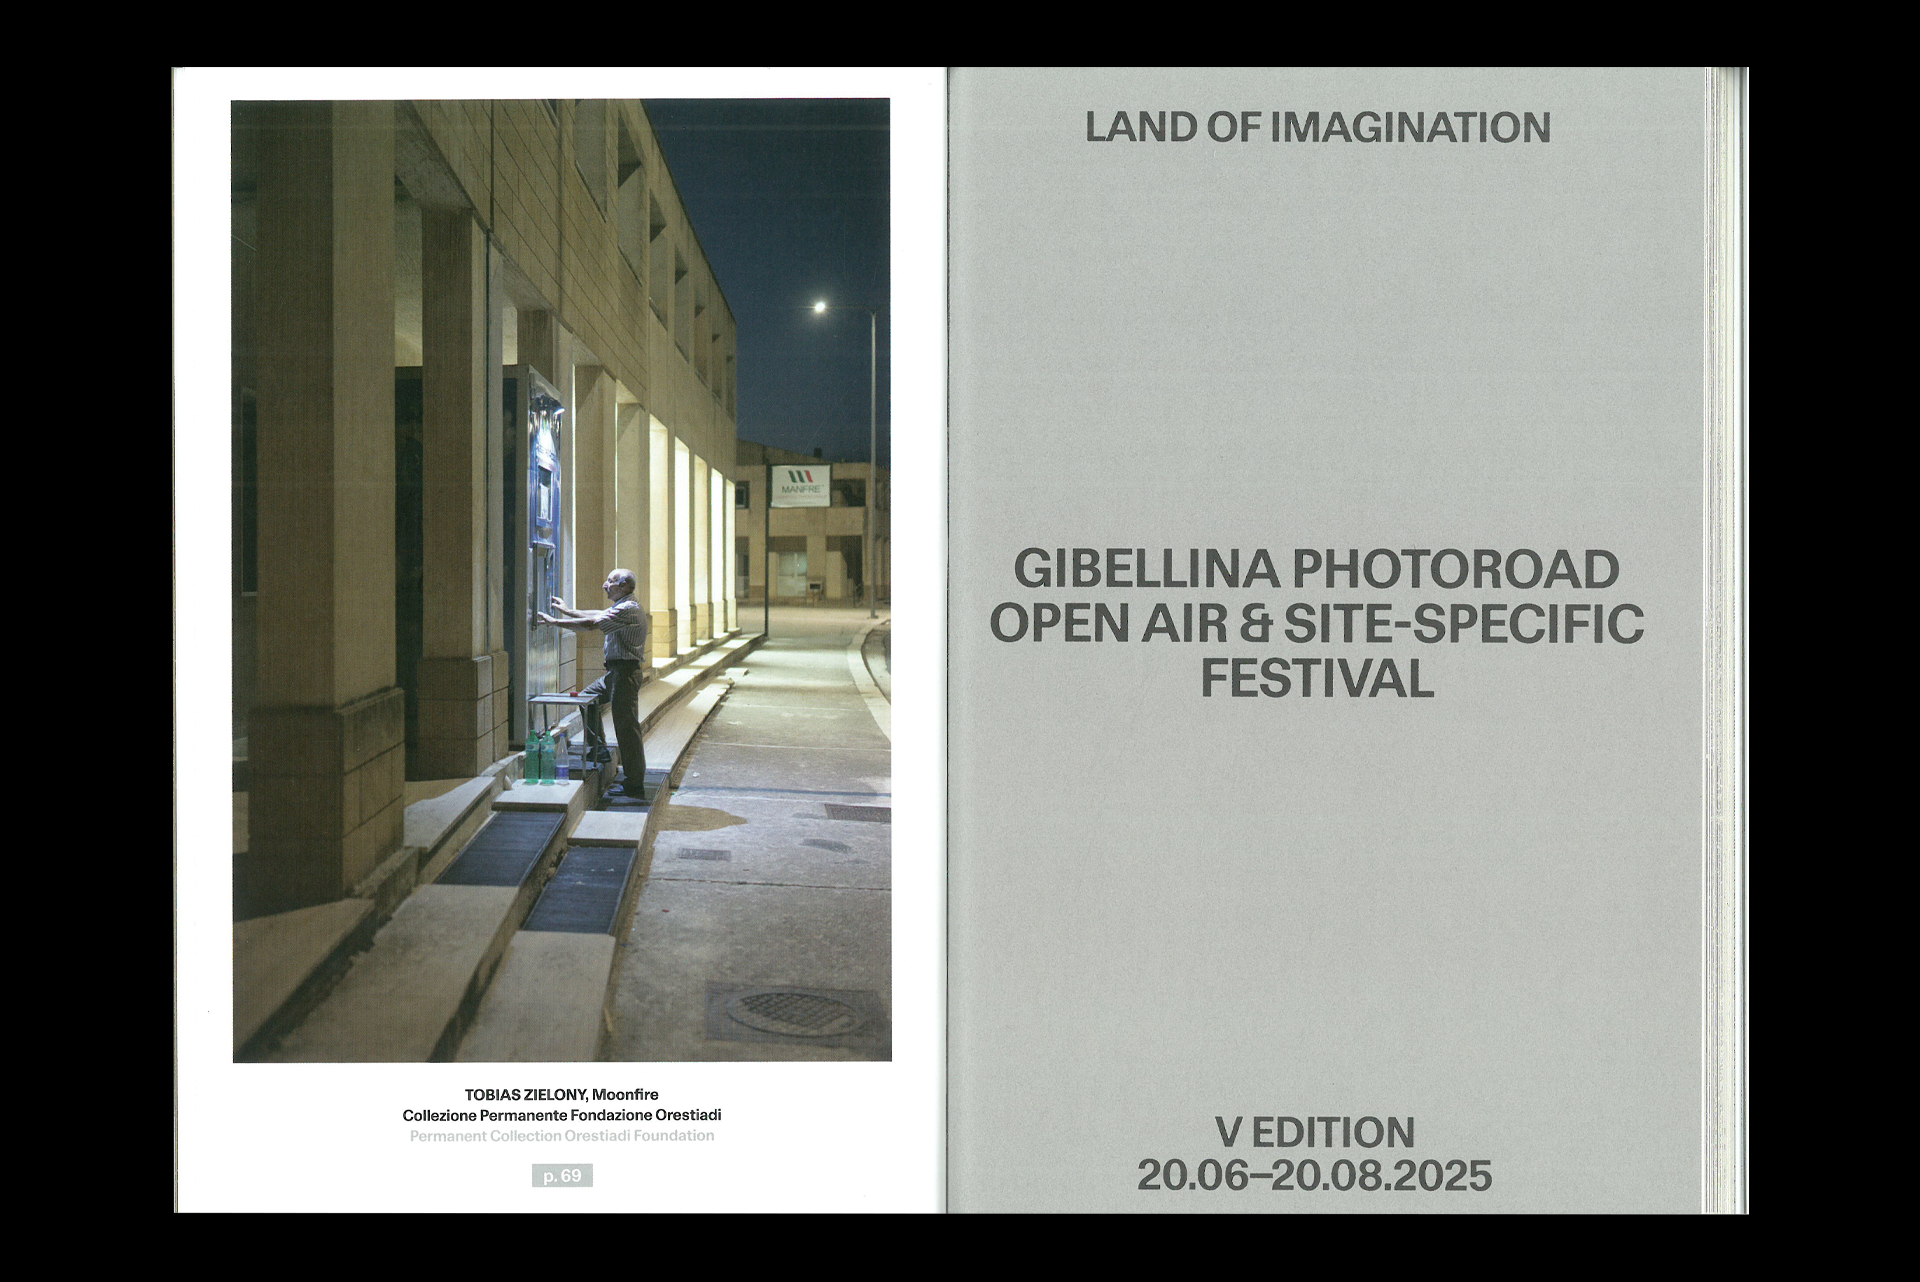 MANFRE
TOBIAS ZIELONY, Moonfire
Collezione Permanente Fondazione Orestiadi
Permanent Collection Orestiadi Foundation
p. 69
LAND OF IMAGINATION
GIBELLINA PHOTOROAD
OPEN AIR & SITE-SPECIFIC
FESTIVAL
V EDITION
20.06–20.08.2025